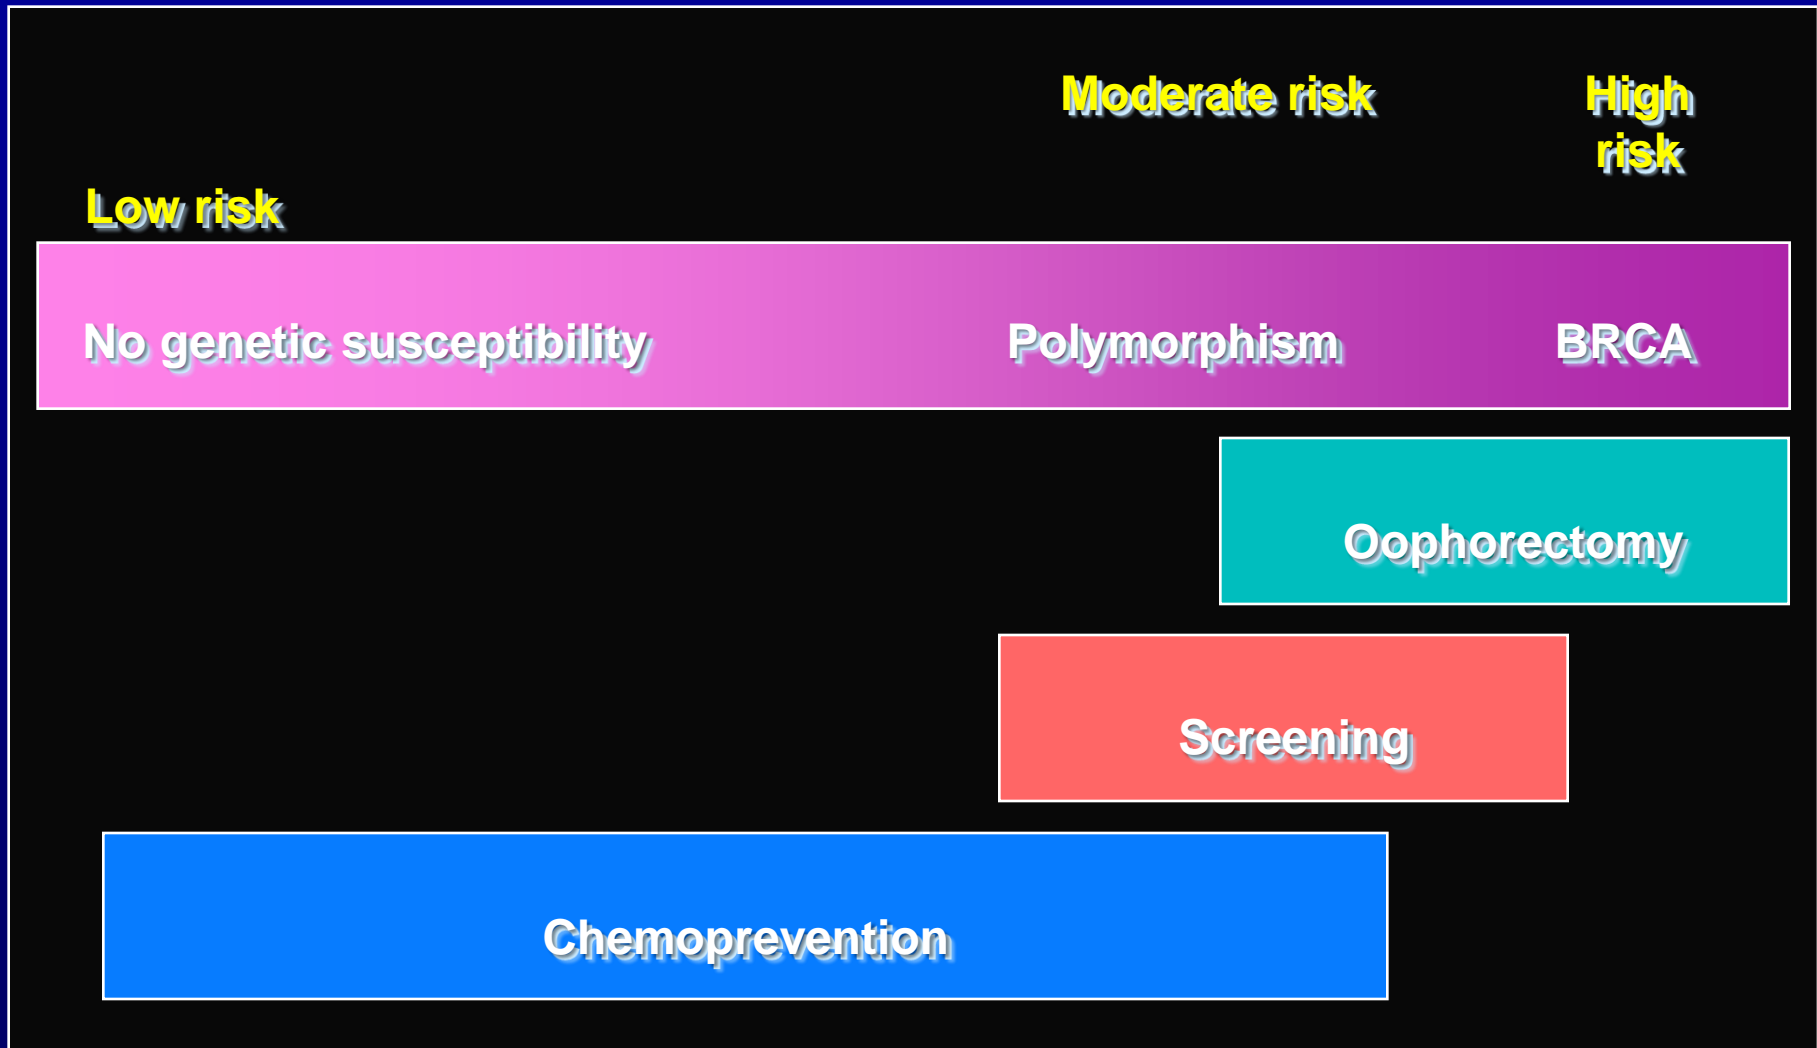 Moderate risk
High
risk
Low risk
No genetic susceptibility
Polymorphism
BRCA
Oophorectomy
Screening
Chemoprevention